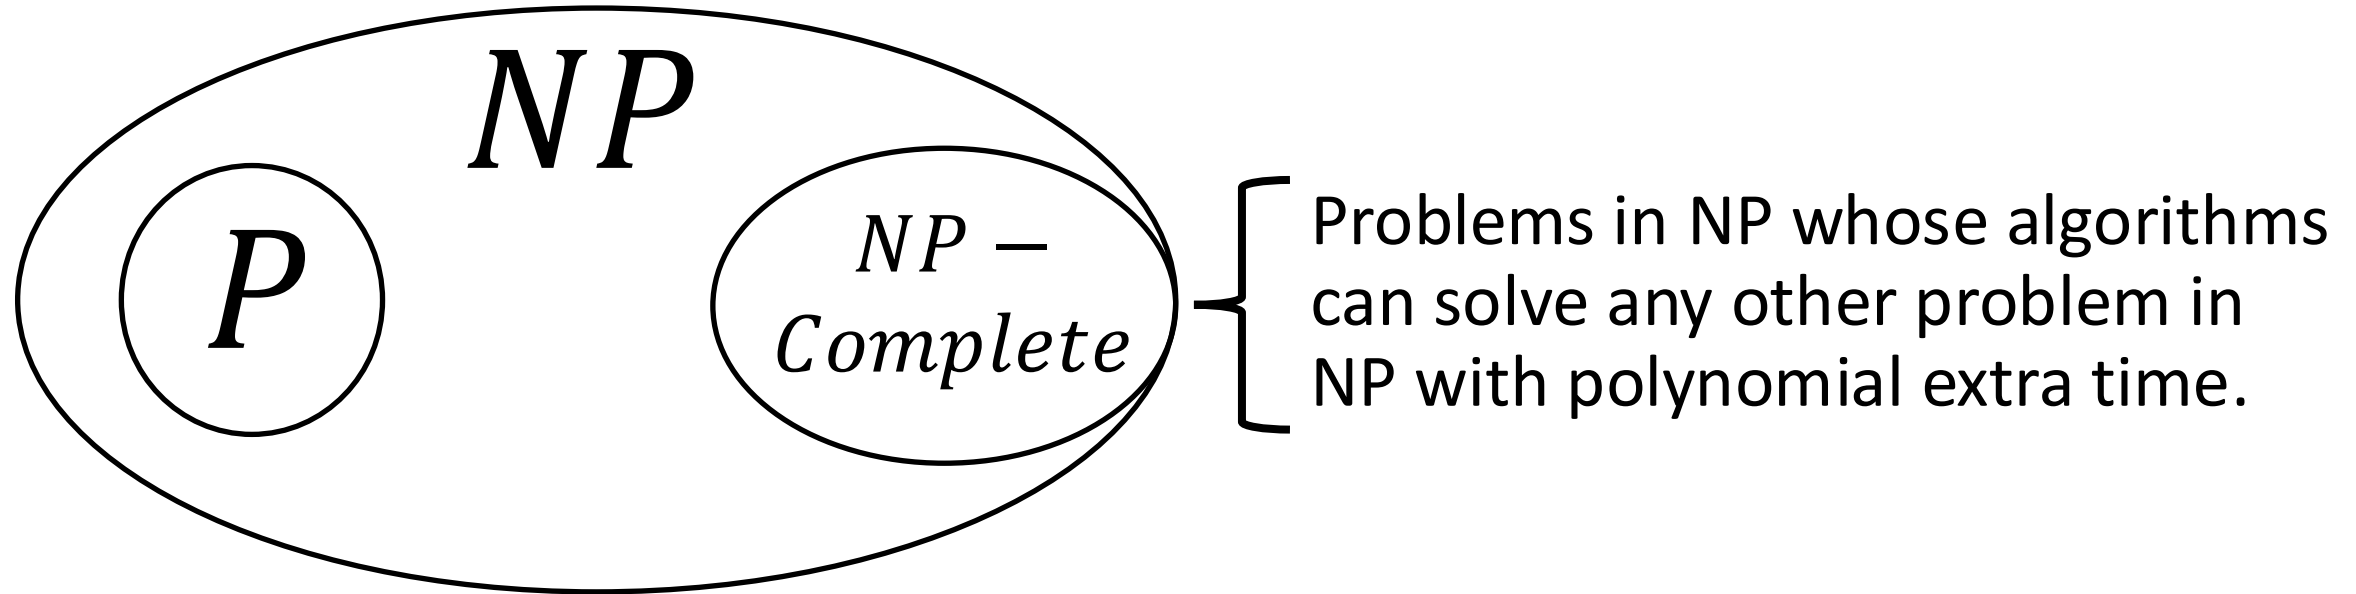 NP
P
NP −
Complete
Problems in NP whose algorithms
can solve any other problem in
NP with polynomial extra time.